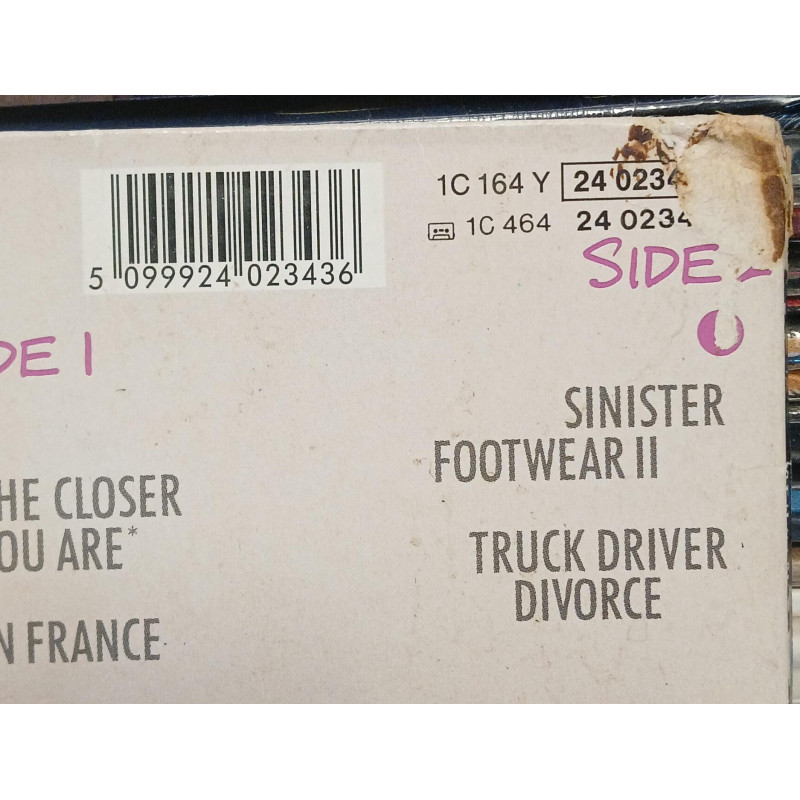 1C 164 Y 24 0234
1C 464 24 0234
5 099924 023436
SIDE
DE 1
SINISTER
FOOTWEAR II
HE CLOSER
OU ARE*
TRUCK DRIVER
DIVORCE
N FRANCE